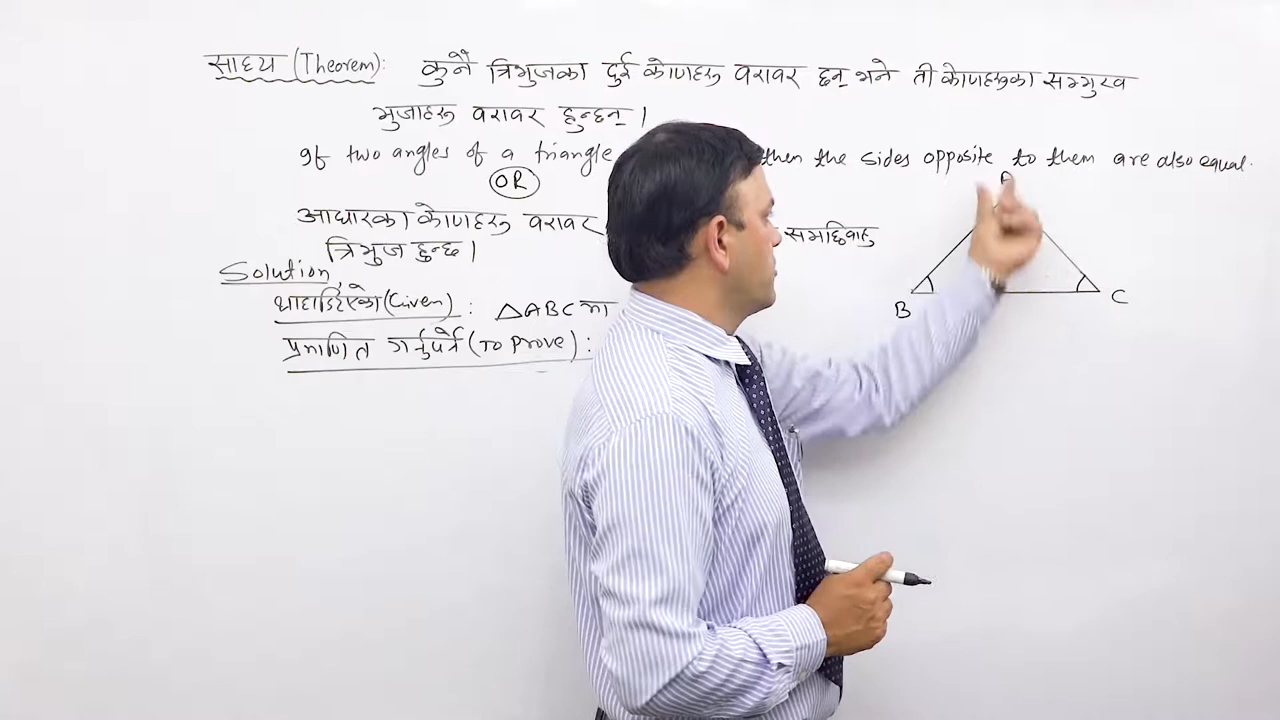 साध्य (Theorem): कुनै त्रिभुजका दुई कोणहरू बराबर छन् भने ती कोणहरूका सम्मुख
भुजाहरू बराबर हुन्छन् ।
If two angles of a triangle then the sides opposite to them are also equal.
OR
आधारका कोणहरू बराबर समद्विबाहु
त्रिभुज हुन्छ ।
Solution,
थाहादिइएको (Given) : △ABC मा
प्रमाणित गर्नुपर्ने (To prove) :
A
B
C